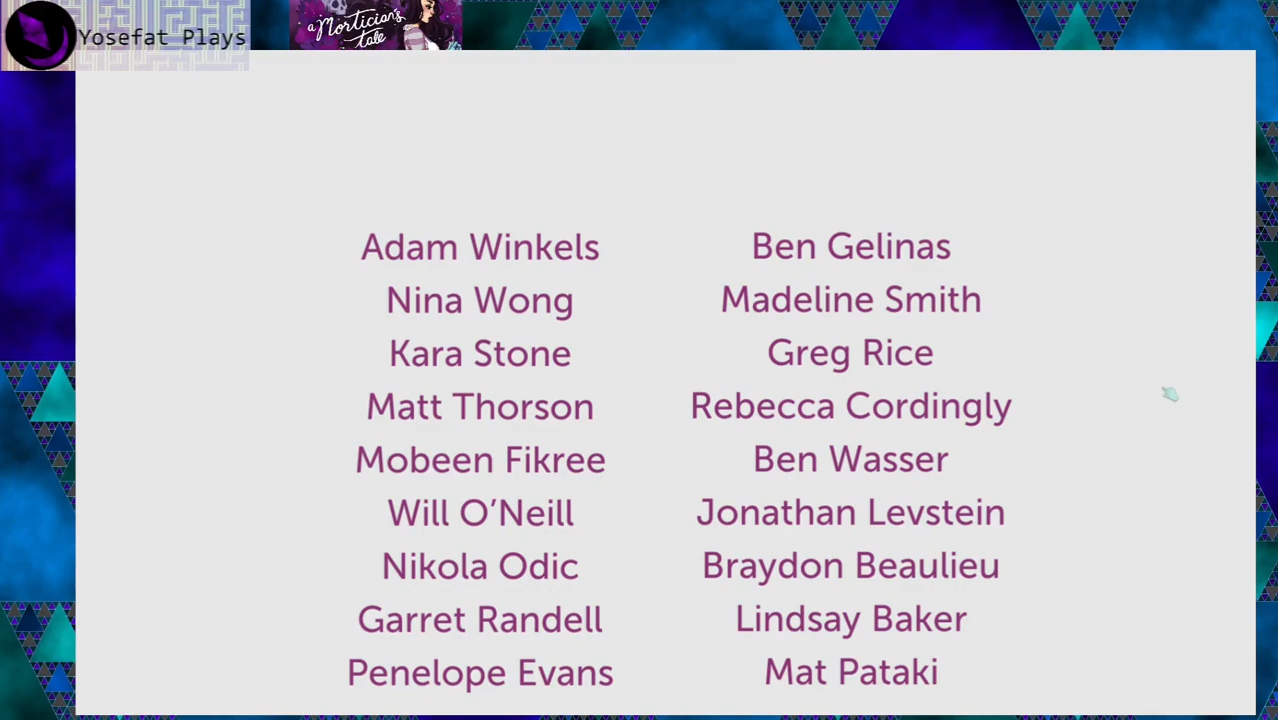 Yosefat Plays
a Mortician's
tale
Adam Winkels
Ben Gelinas
Nina Wong
Madeline Smith
Kara Stone
Greg Rice
Matt Thorson
Rebecca Cordingly
Mobeen Fikree
Ben Wasser
Will O’Neill
Jonathan Levstein
Nikola Odic
Braydon Beaulieu
Garret Randell
Lindsay Baker
Penelope Evans
Mat Pataki